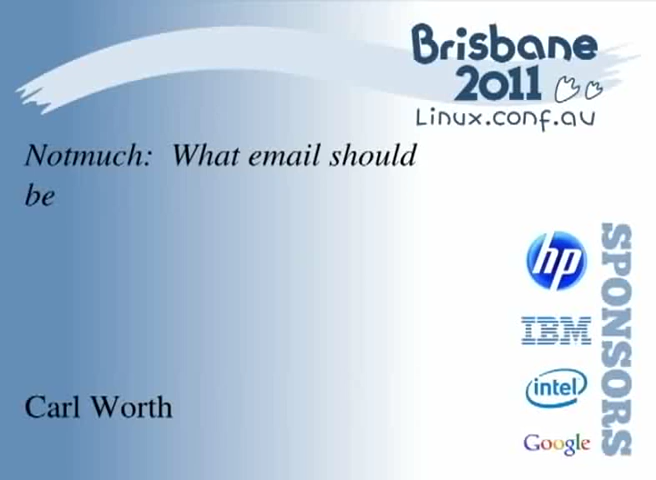 Brisbane
2011
Linux.conf.au
Notmuch: What email should
be
hp
IBM
intel
Google
SPONSORS
Carl Worth